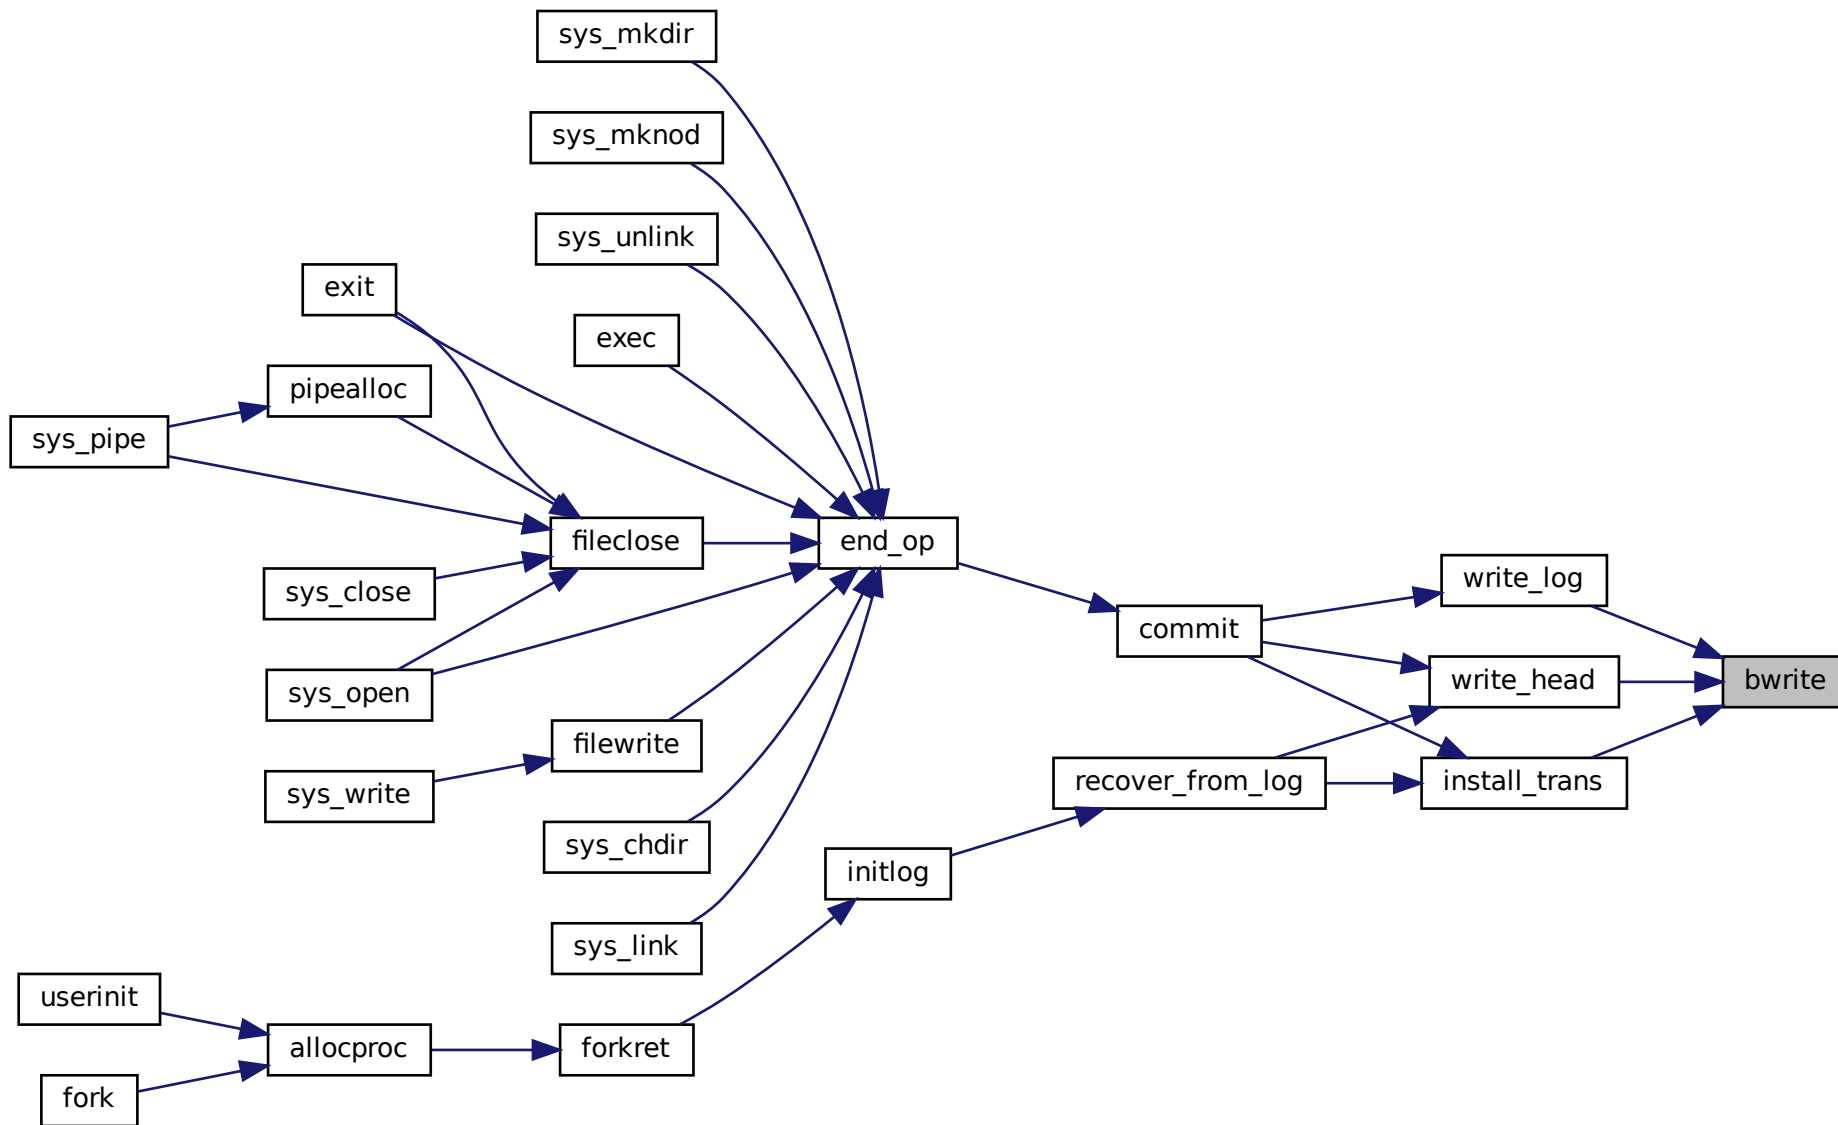 sys_mkdir
sys_mknod
sys_unlink
exit
exec
pipealloc
sys_pipe
fileclose
end_op
write_log
sys_close
commit
sys_open
write_head
bwrite
filewrite
sys_write
recover_from_log
install_trans
sys_chdir
initlog
sys_link
userinit
allocproc
forkret
fork